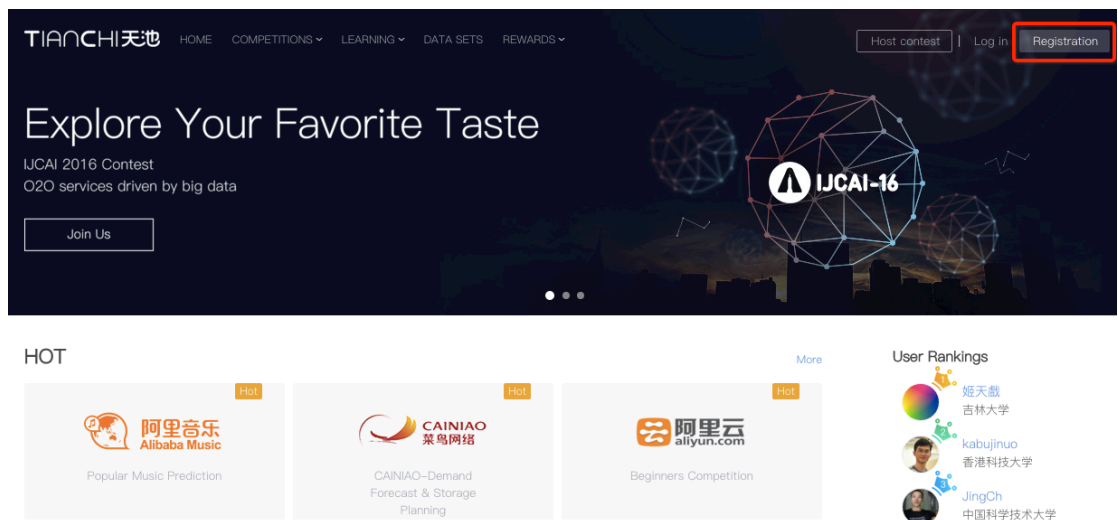 TIANCHI天池 HOME COMPETITIONS LEARNING DATA SETS REWARDS Host contest | Log in Registration
Explore Your Favorite Taste
IJCAI 2016 Contest
O2O services driven by big data
Join Us
IJCAI-16
HOT
More
Hot
阿里音乐
Alibaba Music
Popular Music Prediction
Hot
CAINIAO
菜鸟网络
CAINIAO-Demand
Forecast & Storage
Planning
Hot
阿里云
aliyun.com
Beginners Competition
User Rankings
1
姬天戲
吉林大学
2
kabujinuo
香港科技大学
3
JingCh
中国科学技术大学